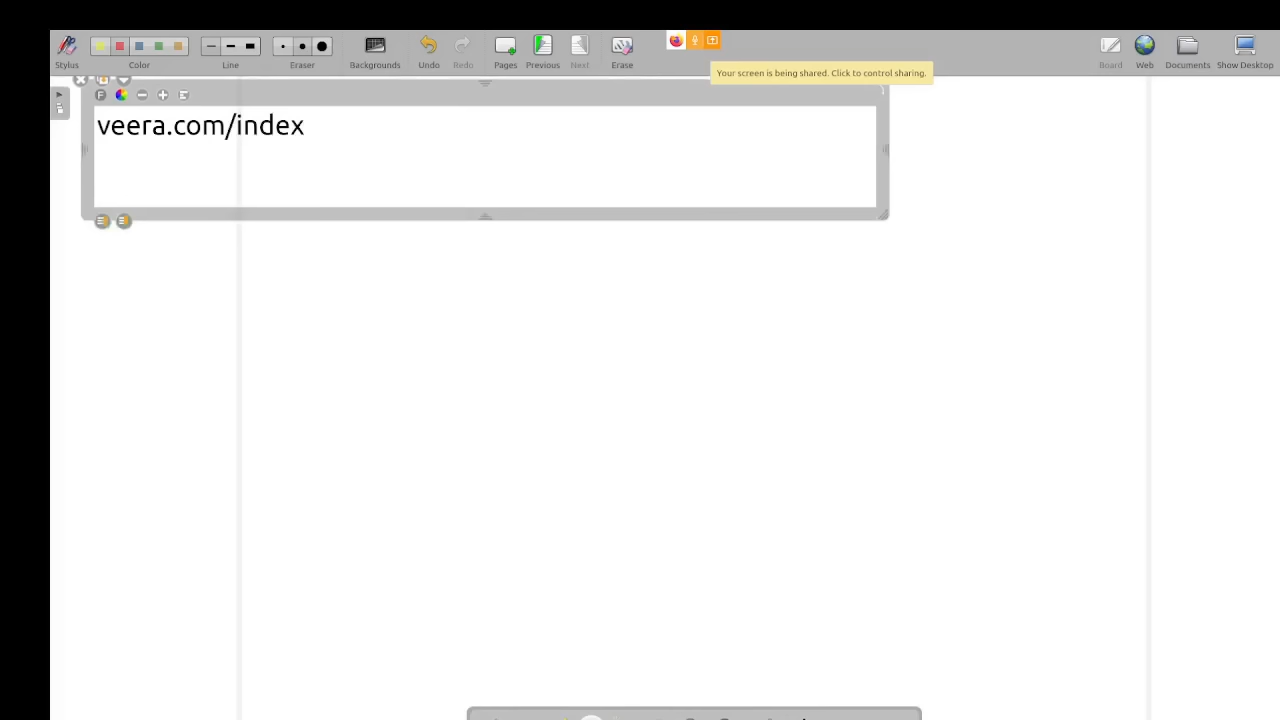 Stylus
Color
Line
Eraser
Backgrounds
Undo
Redo
Pages
Previous
Next
Erase
Board
Web
Documents
Show Desktop
Your screen is being shared. Click to control sharing.
F
veera.com/index